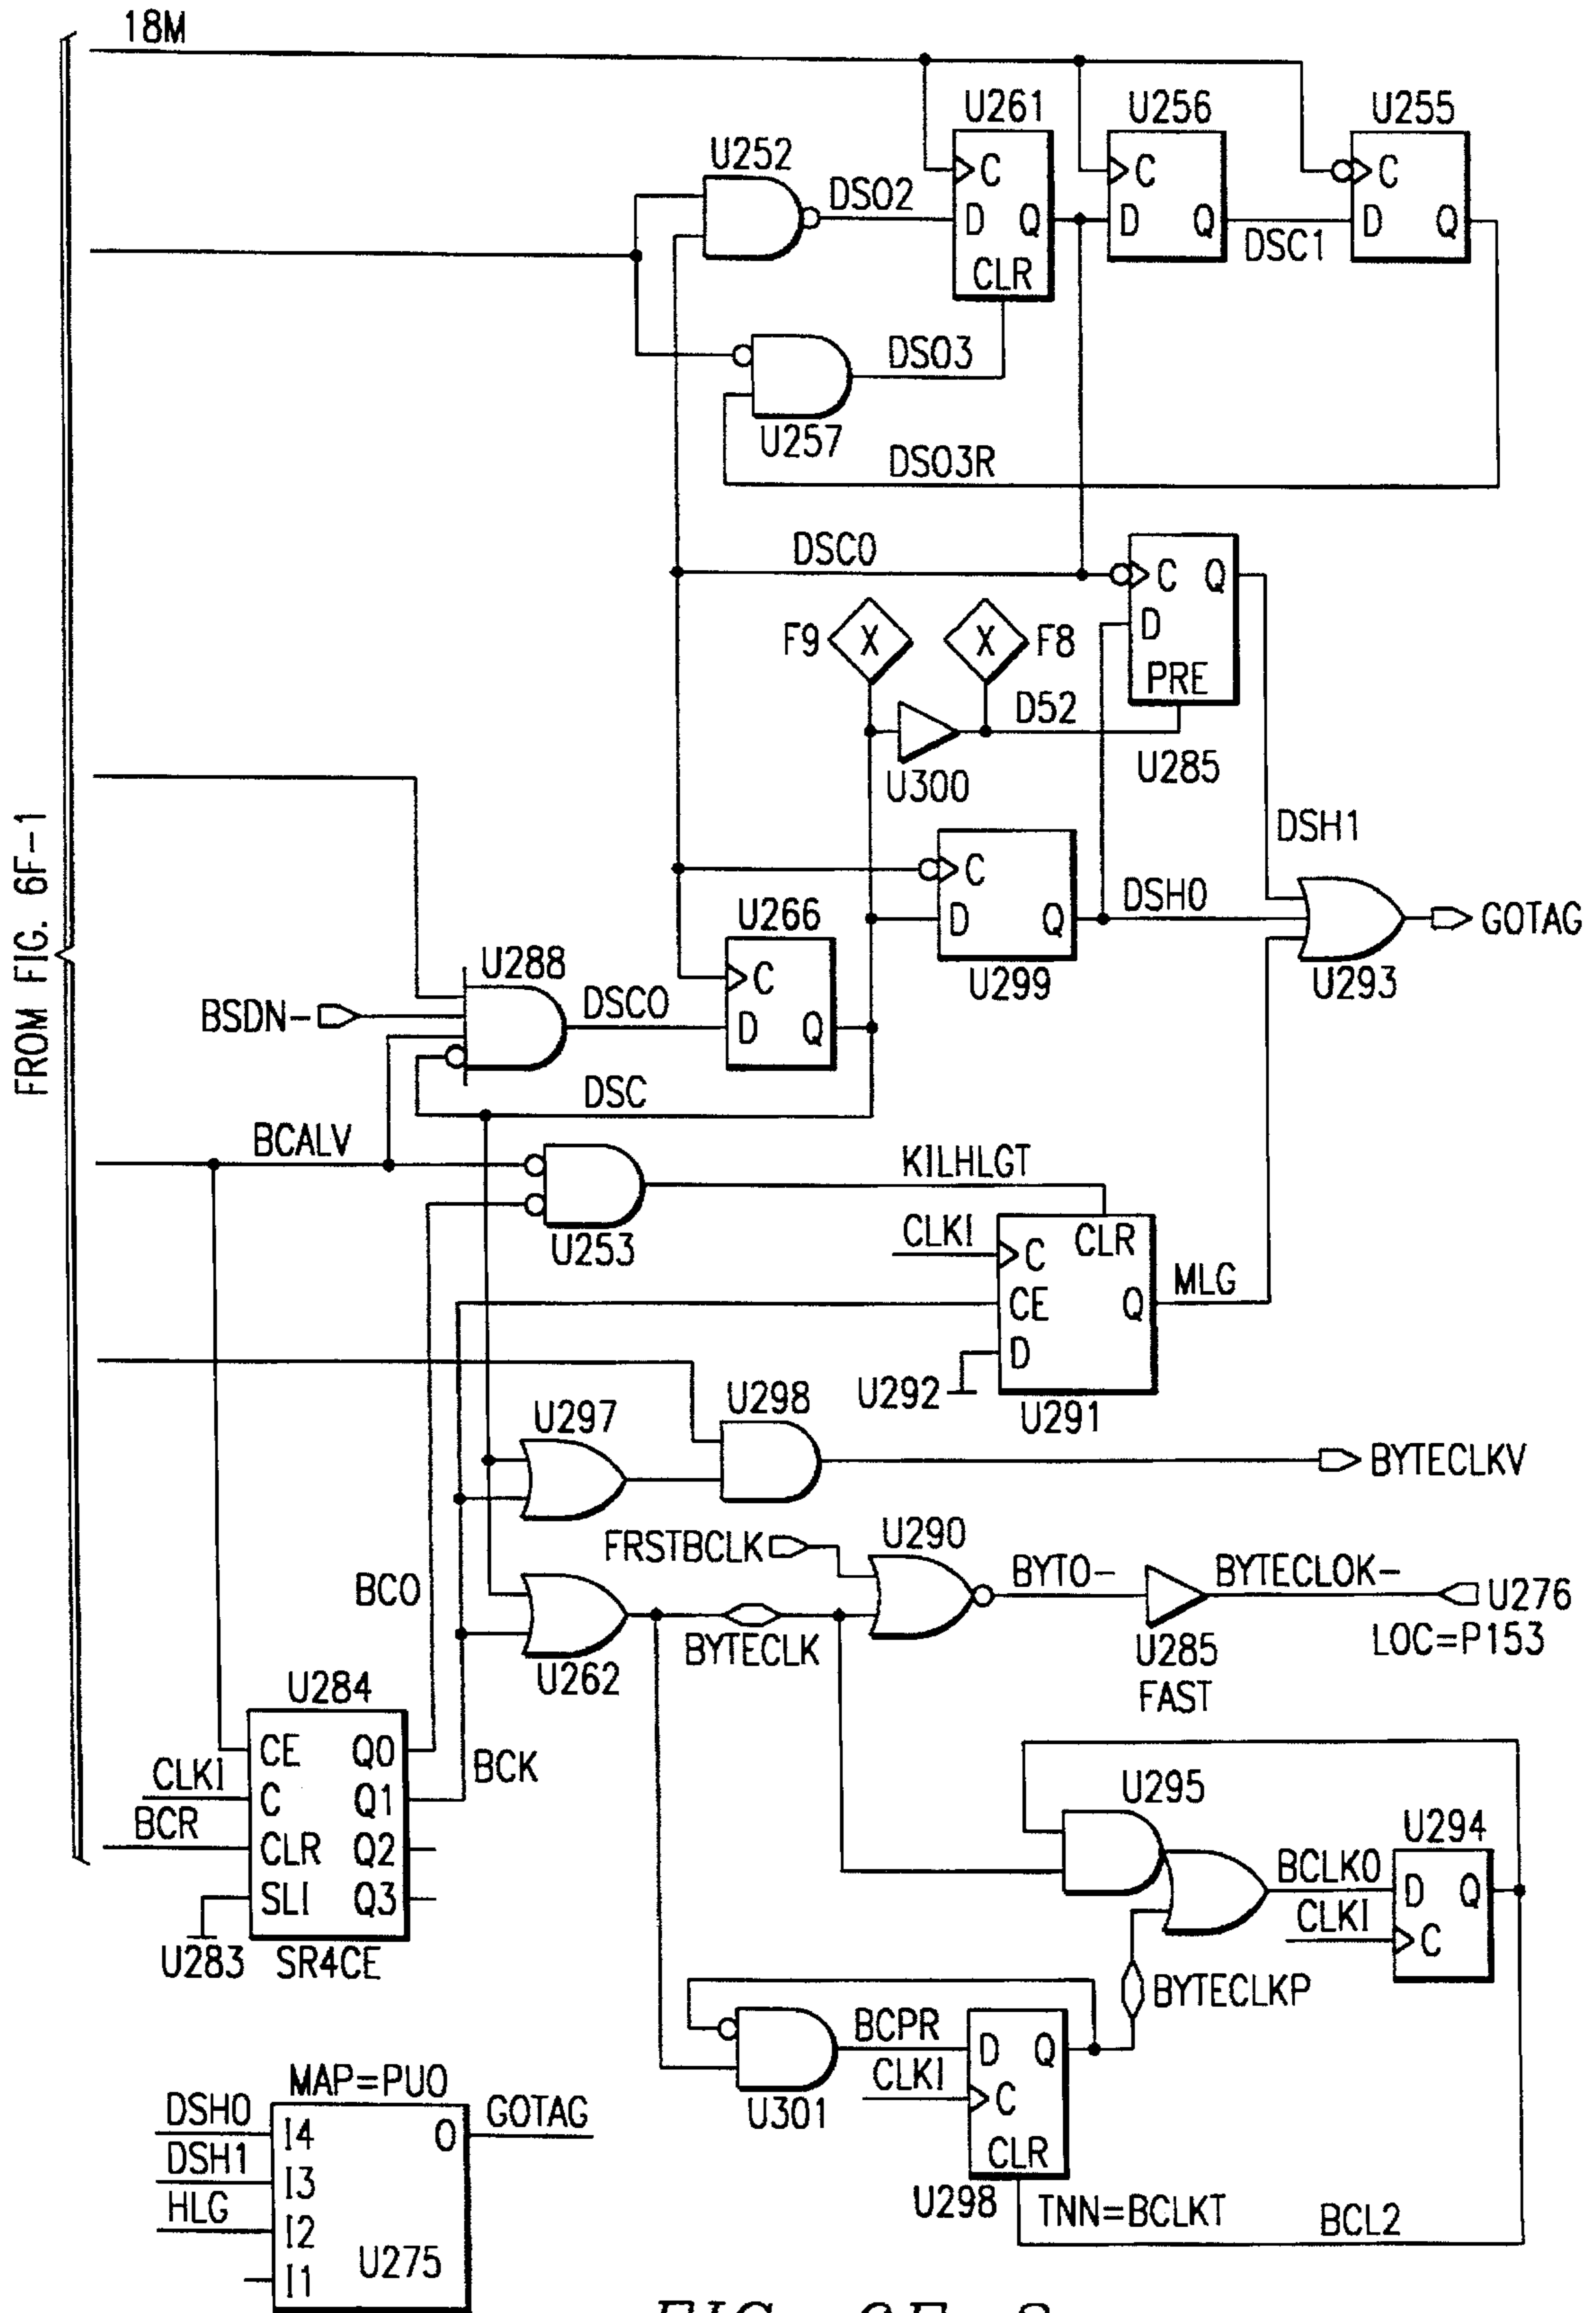 18M
U261
U256
U255
U252
DS02
C
C
C
D
Q
D
Q
D
Q
DSC1
CLR
DS03
U257
DS03R
DSC0
C
Q
D
PRE
F9
X
X
F8
D52
U300
U285
DSH1
C
D
Q
DSH0
U299
GOTAG
U293
U266
U288
BSDN-
DSC0
C
D
Q
DSC
FROM FIG. 6F-1
BCALV
KILHLGT
U253
CLKI
C
CLR
CE
Q
D
MLG
U292
U291
U297
U298
BYTECLKV
FRSTBCLK
U290
BYTO-
BYTECLOK-
U276
LOC=P153
BC0
BYTECLK
U285
FAST
U262
U284
BCK
CE
Q0
CLKI
C
Q1
BCR
CLR
Q2
SLI
Q3
U283
SR4CE
U295
U294
BCLK0
D
Q
CLKI
C
BYTECLKP
BCPR
D
Q
CLKI
C
CLR
U301
U298
TNN=BCLKT
BCL2
MAP=PU0
DSH0
I4
O
GOTAG
DSH1
I3
HLG
I2
I1
U275